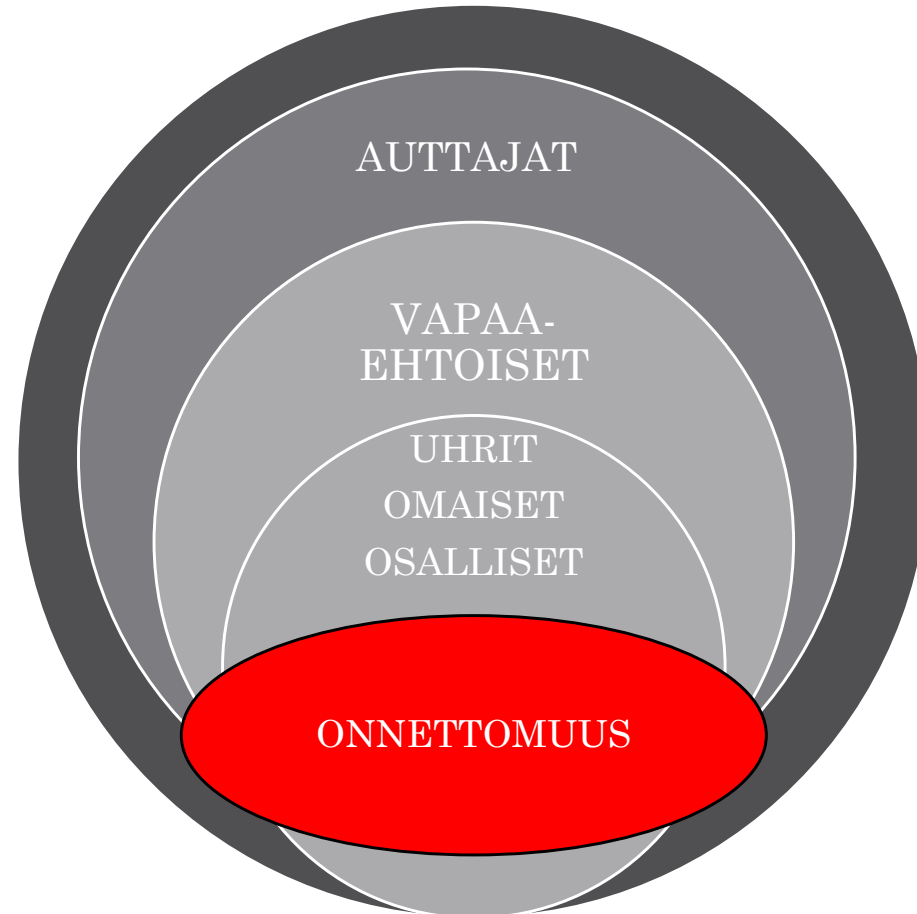 AUTTAJAT
VAPAA-
EHTOISET
UHRIT
OMAISET
OSALLISET
ONNETTOMUUS